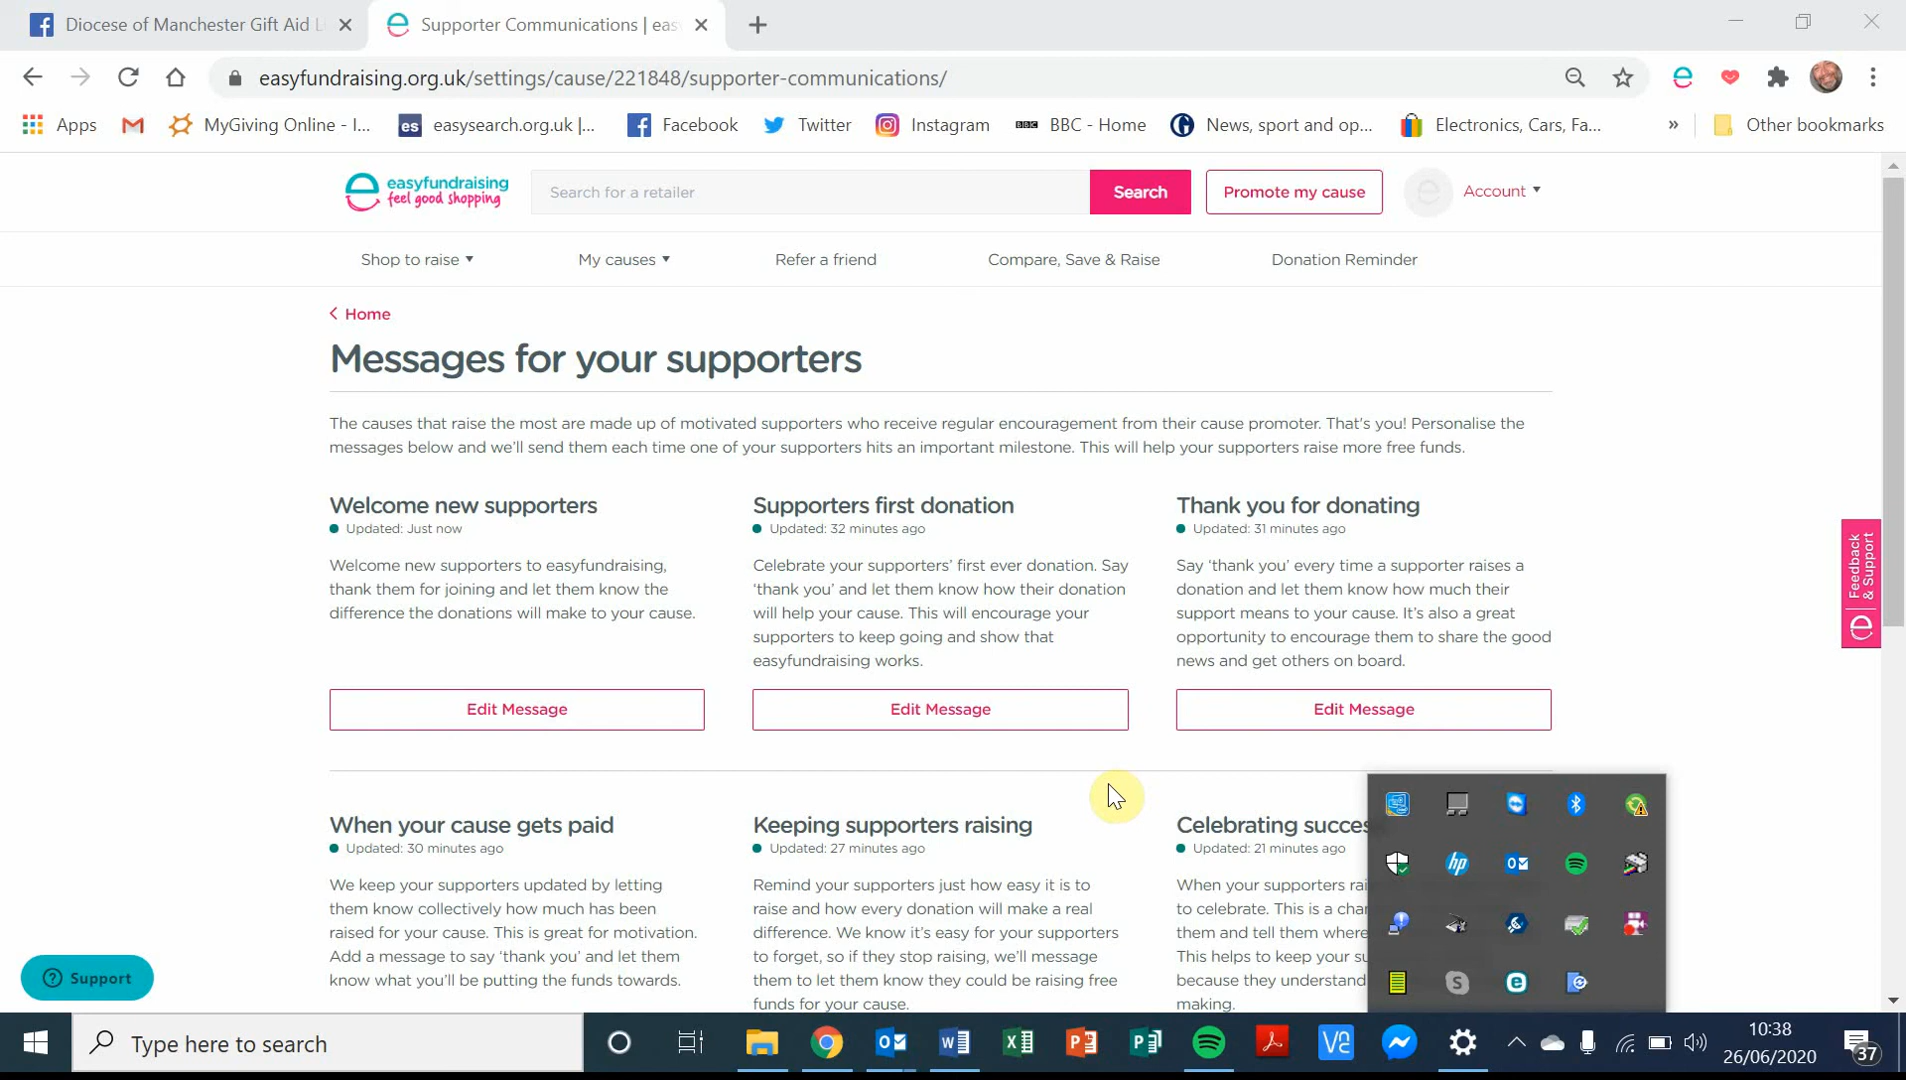 Diocese of Manchester Gift Aid
Supporter Communications | eas
easyfundraising.org.uk/settings/cause/221848/supporter-communications/
Apps
MyGiving Online - I...
es easysearch.org.uk |...
Facebook
Twitter
Instagram
BBC BBC - Home
News, sport and op...
Electronics, Cars, Fa...
» Other bookmarks
easyfundraising
feel good shopping
Search for a retailer
Search
Promote my cause
Account
Shop to raise
My causes
Refer a friend
Compare, Save & Raise
Donation Reminder
Home
Messages for your supporters
The causes that raise the most are made up of motivated supporters who receive regular encouragement from their cause promoter. That's you! Personalise the
messages below and we'll send them each time one of your supporters hits an important milestone. This will help your supporters raise more free funds.
Welcome new supporters
Updated: Just now
Welcome new supporters to easyfundraising,
thank them for joining and let them know the
difference the donations will make to your cause.
Edit Message
Supporters first donation
Updated: 32 minutes ago
Celebrate your supporters' first ever donation. Say
'thank you' and let them know how their donation
will help your cause. This will encourage your
supporters to keep going and show that
easyfundraising works.
Edit Message
Thank you for donating
Updated: 31 minutes ago
Say 'thank you' every time a supporter raises a
donation and let them know how much their
support means to your cause. It's also a great
opportunity to encourage them to share the good
news and get others on board.
Edit Message
When your cause gets paid
Updated: 30 minutes ago
We keep your supporters updated by letting
them know collectively how much has been
raised for your cause. This is great for motivation.
Add a message to say 'thank you' and let them
know what you'll be putting the funds towards.
Keeping supporters raising
Updated: 27 minutes ago
Remind your supporters just how easy it is to
raise and how every donation will make a real
difference. We know it's easy for your supporters
to forget, so if they stop raising, we'll message
them to let them know they could be raising free
funds for your cause.
Celebrating succes
Updated: 21 minutes ago
When your supporters rai
to celebrate. This is a char
them and tell them where
This helps to keep your su
because they understand
making.
Feedback
& Support
Support
hp
Type here to search
10:38
26/06/2020
37